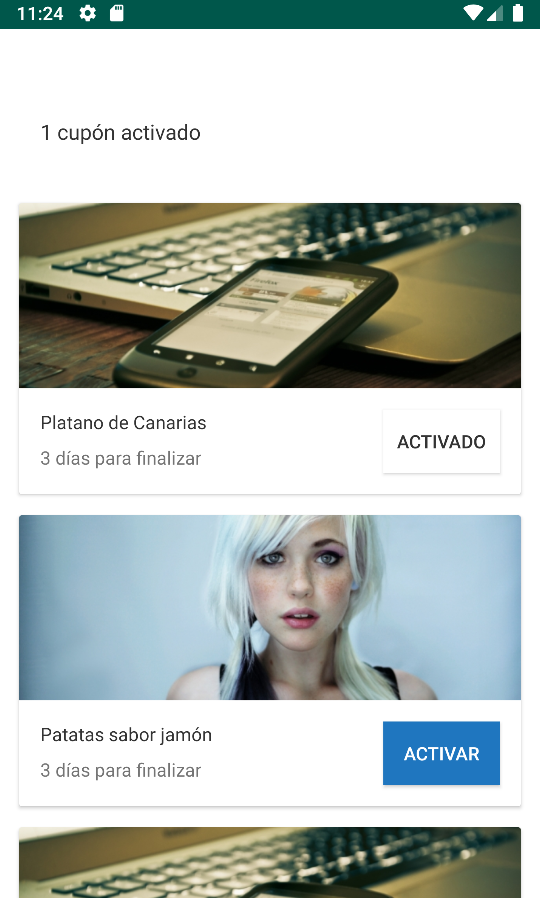 11:24
1 cupón activado
Platano de Canarias
3 días para finalizar
ACTIVADO
Patatas sabor jamón
3 días para finalizar
ACTIVAR